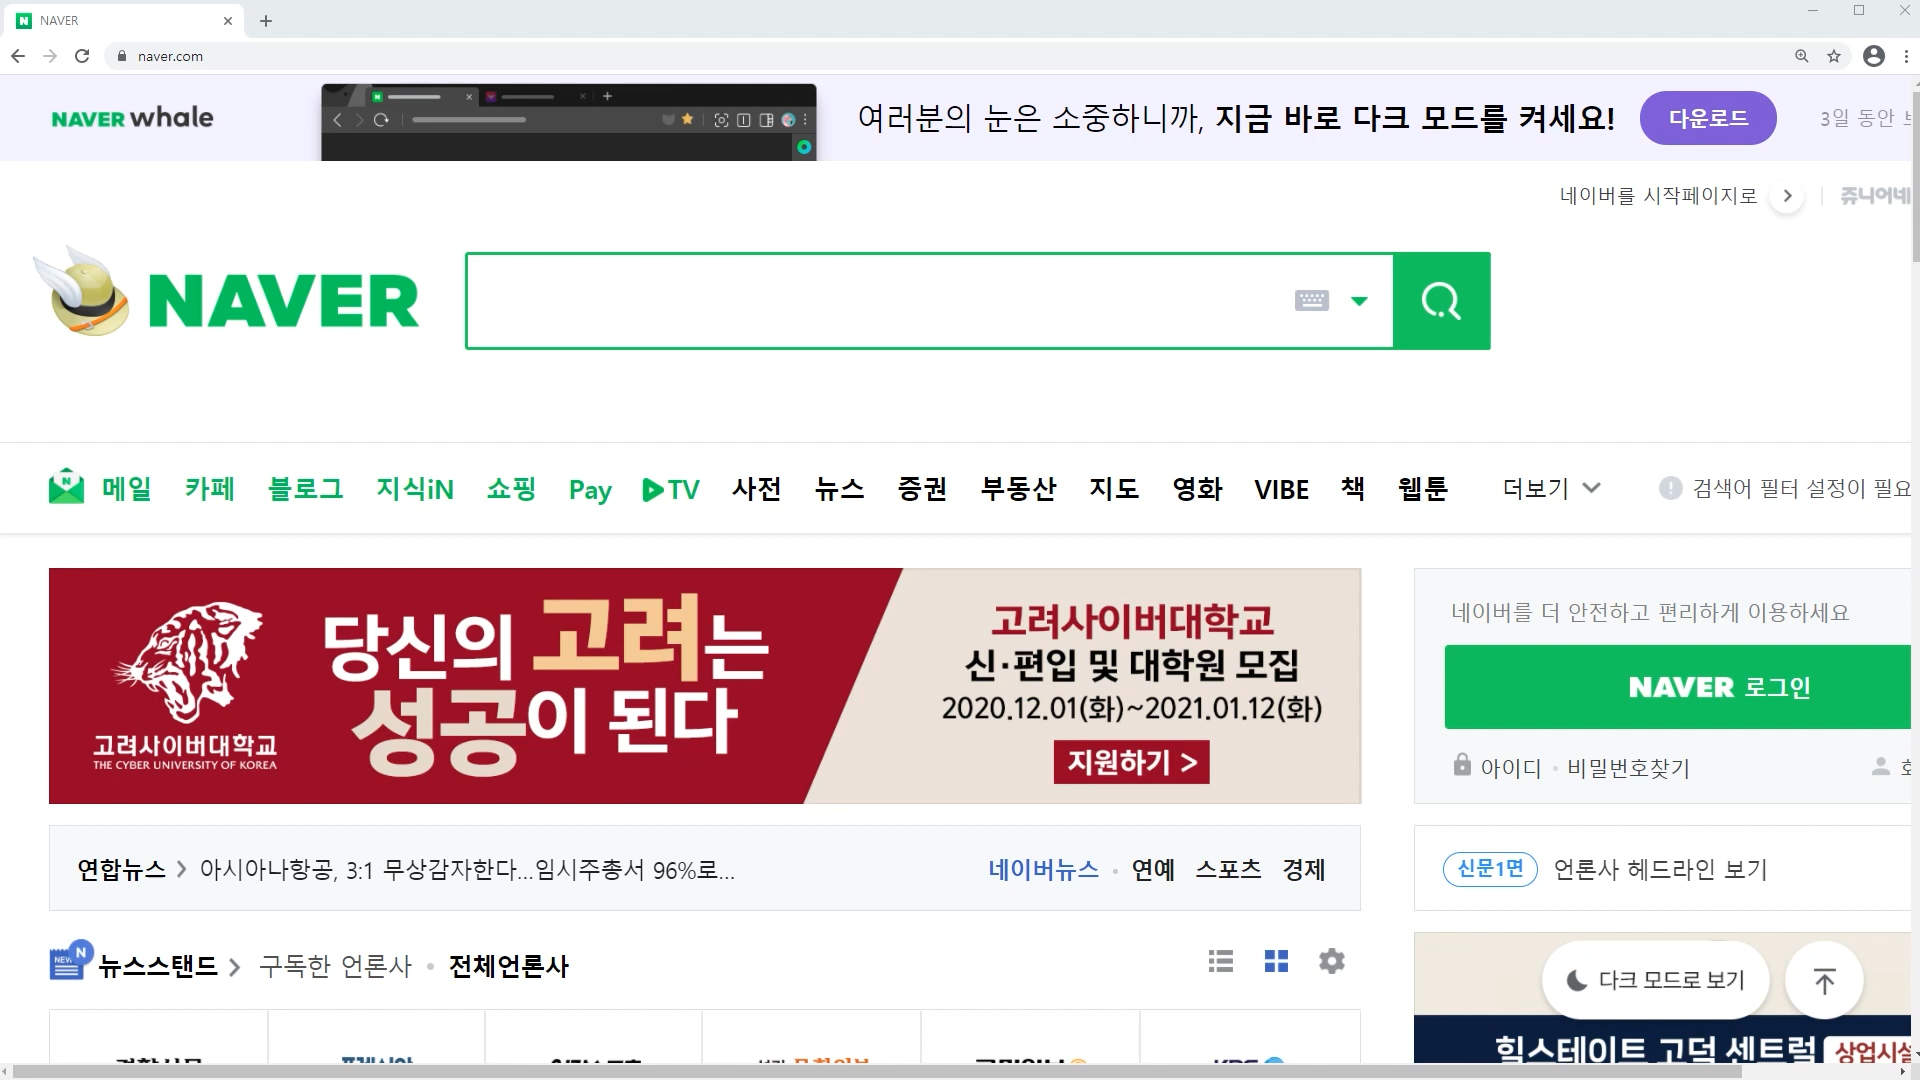 NAVER
naver.com
NAVER whale
여러분의 눈은 소중하니까, 지금 바로 다크 모드를 켜세요!
다운로드
3일 동안
네이버를 시작페이지로
쥬니어네
NAVER
메일 카페 블로그 지식iN 쇼핑 Pay TV 사전 뉴스 증권 부동산 지도 영화 VIBE 책 웹툰
더보기
검색어 필터 설정이 필요
당신의 고려는
성공이 된다
고려사이버대학교
THE CYBER UNIVERSITY OF KOREA
고려사이버대학교
신·편입 및 대학원 모집
2020.12.01(화)~2021.01.12(화)
지원하기 >
네이버를 더 안전하고 편리하게 이용하세요
NAVER 로그인
아이디 · 비밀번호찾기
연합뉴스 > 아시아나항공, 3:1 무상감자한다...임시주총서 96%로...
네이버뉴스 · 연예 스포츠 경제
신문1면 언론사 헤드라인 보기
NEW N
뉴스스탠드 > 구독한 언론사 · 전체언론사
다크 모드로 보기
힐스테이트 고덕 센트럴 상업시설